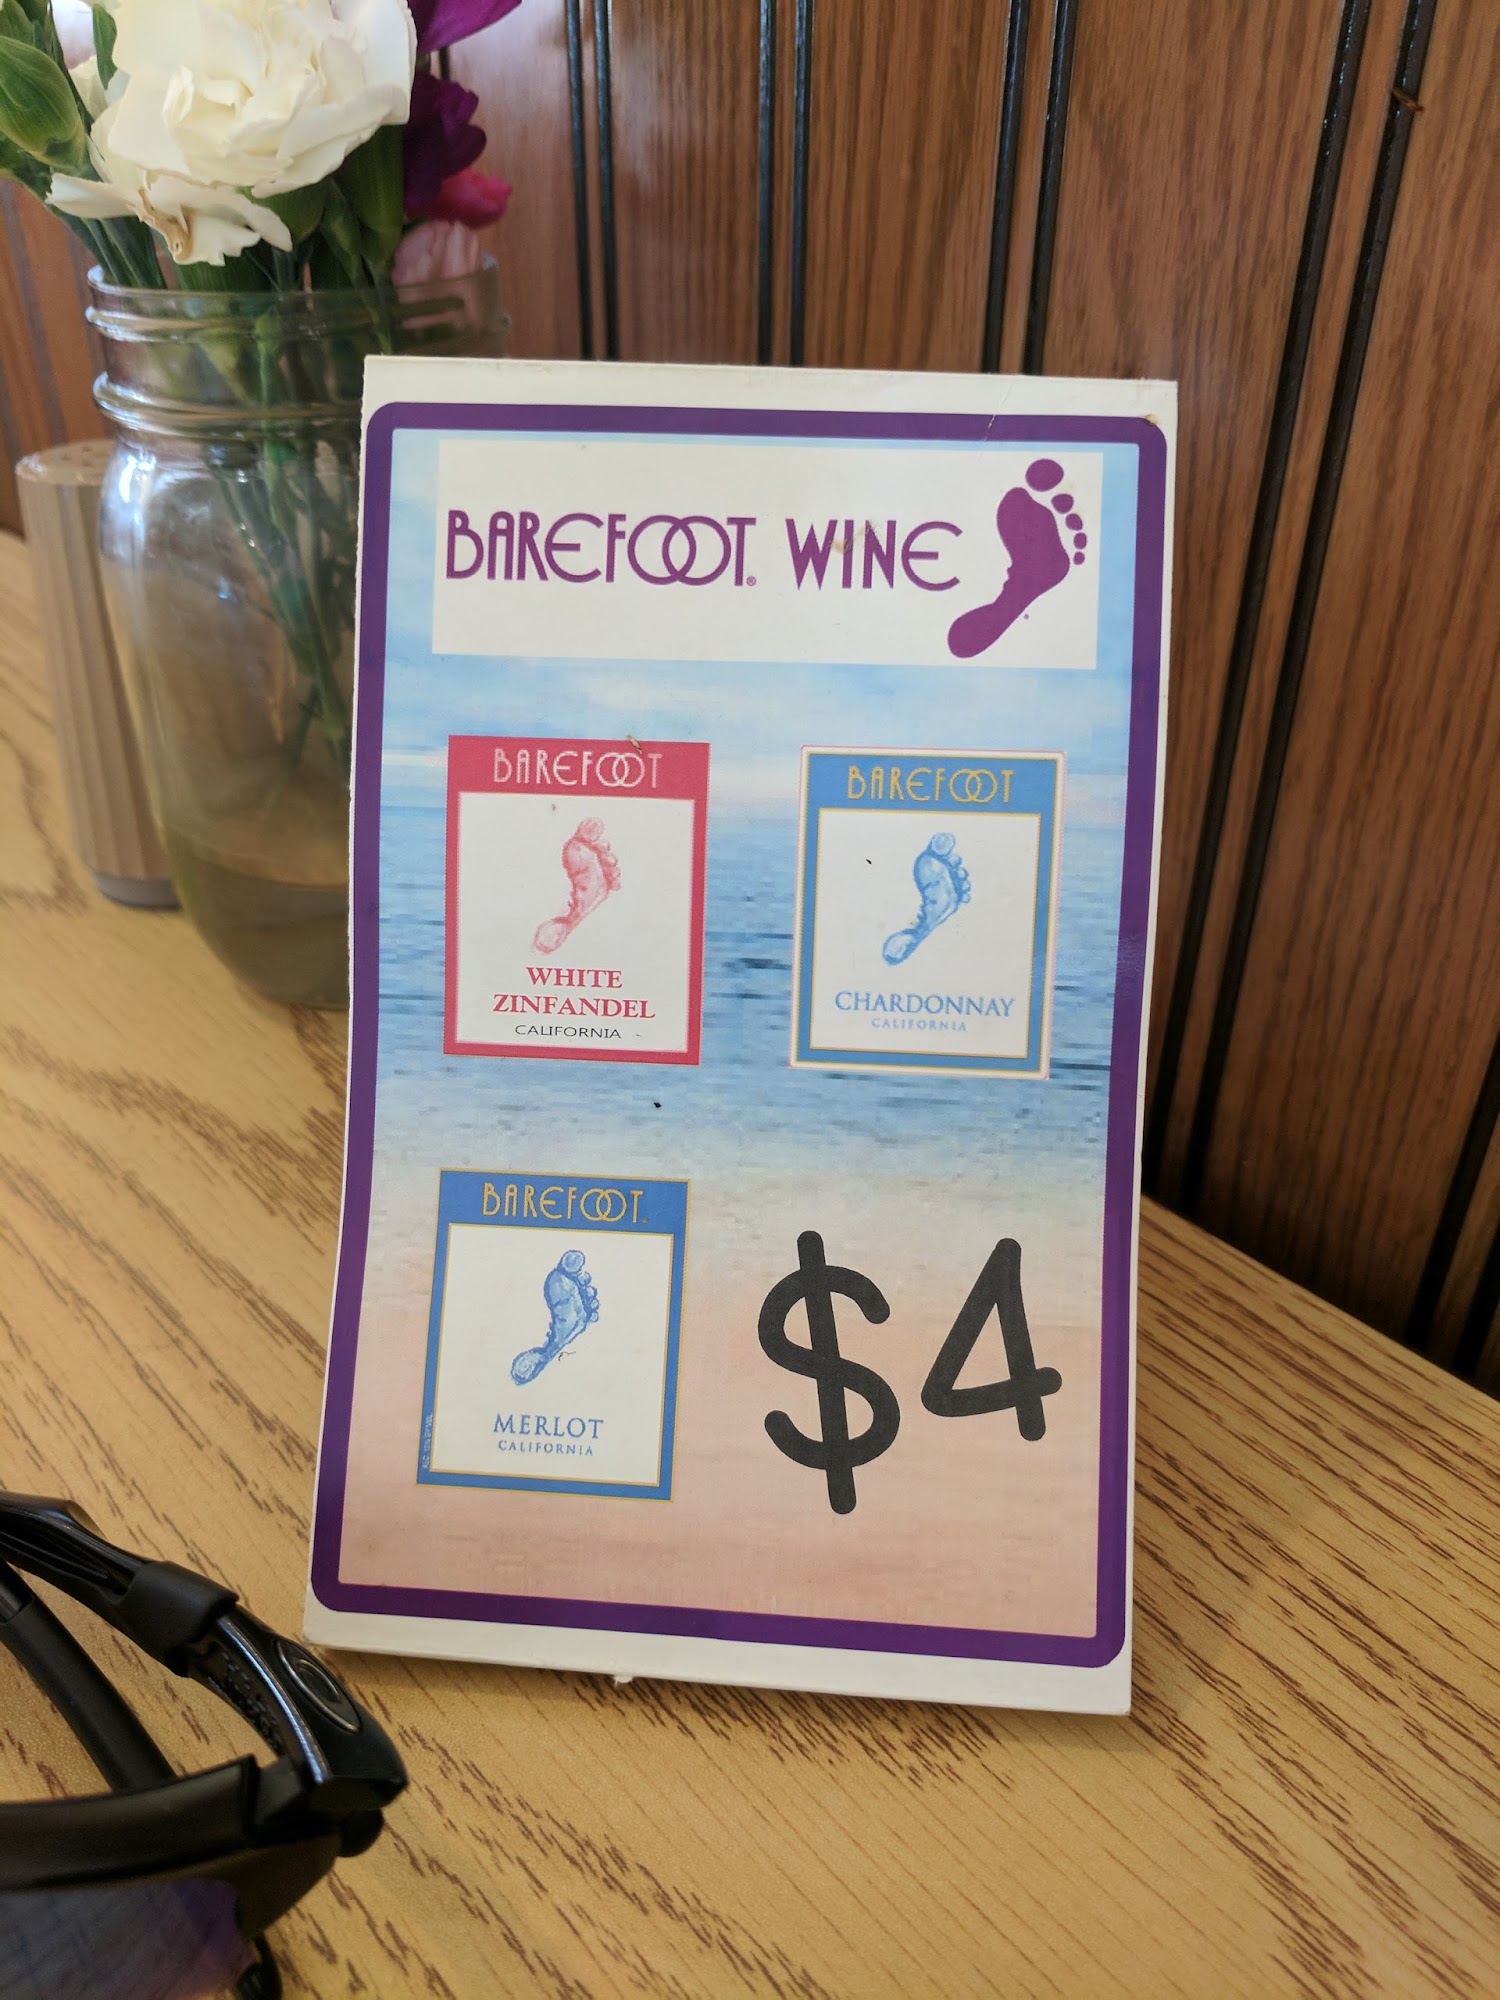 BAREFOOT® WINE
BAREFOOT
WHITE
ZINFANDEL
CALIFORNIA
BAREFOOT
CHARDONNAY
CALIFORNIA
BAREFOOT
MERLOT
CALIFORNIA
$4